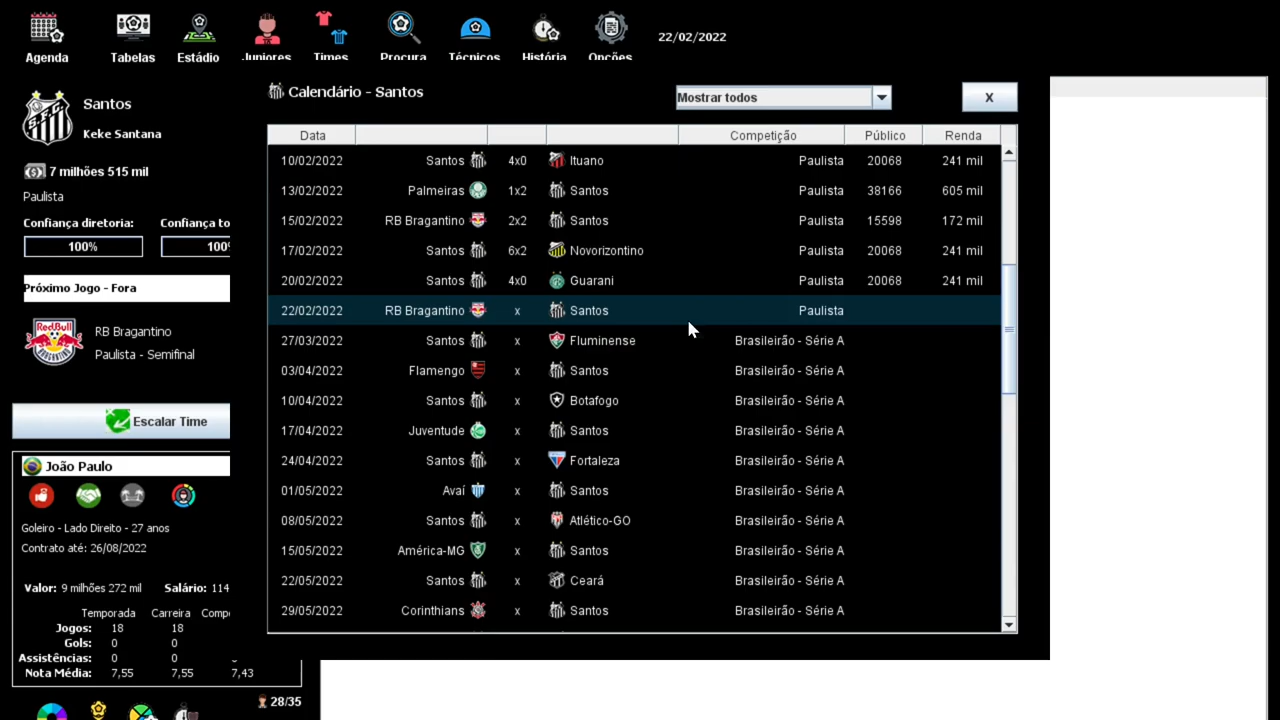 22/02/2022
Agenda
Tabelas
Estádio
Juniores
Times
Procura
Técnicos
História
Opções
Santos
Keke Santana
7 milhões 515 mil
Paulista
Confiança diretoria:
Confiança to
100%
100%
Próximo Jogo - Fora
RB Bragantino
Paulista - Semifinal
Escalar Time
João Paulo
Goleiro - Lado Direito - 27 anos
Contrato até: 26/08/2022
Valor: 9 milhões 272 mil Salário: 114
Temporada Carreira Comp
Jogos: 18 18
Gols: 0 0
Assistências: 0 0
Nota Média: 7,55 7,55 7,43
28/35
Calendário - Santos
Mostrar todos
X
Data Competição Público Renda
10/02/2022 Santos 4x0 Ituano Paulista 20068 241 mil
13/02/2022 Palmeiras 1x2 Santos Paulista 38166 605 mil
15/02/2022 RB Bragantino 2x2 Santos Paulista 15598 172 mil
17/02/2022 Santos 6x2 Novorizontino Paulista 20068 241 mil
20/02/2022 Santos 4x0 Guarani Paulista 20068 241 mil
22/02/2022 RB Bragantino x Santos Paulista
27/03/2022 Santos x Fluminense Brasileirão - Série A
03/04/2022 Flamengo x Santos Brasileirão - Série A
10/04/2022 Santos x Botafogo Brasileirão - Série A
17/04/2022 Juventude x Santos Brasileirão - Série A
24/04/2022 Santos x Fortaleza Brasileirão - Série A
01/05/2022 Avaí x Santos Brasileirão - Série A
08/05/2022 Santos x Atlético-GO Brasileirão - Série A
15/05/2022 América-MG x Santos Brasileirão - Série A
22/05/2022 Santos x Ceará Brasileirão - Série A
29/05/2022 Corinthians x Santos Brasileirão - Série A